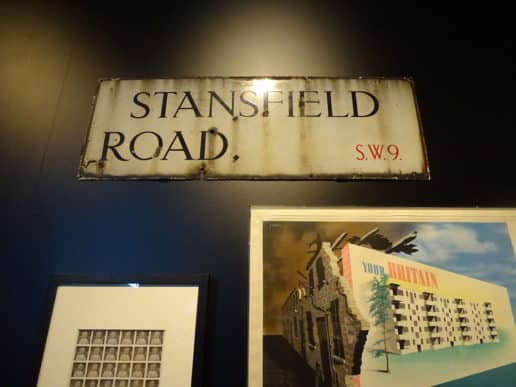 STANSFIELD
ROAD,
S.W.9.
YOUR BRITAIN